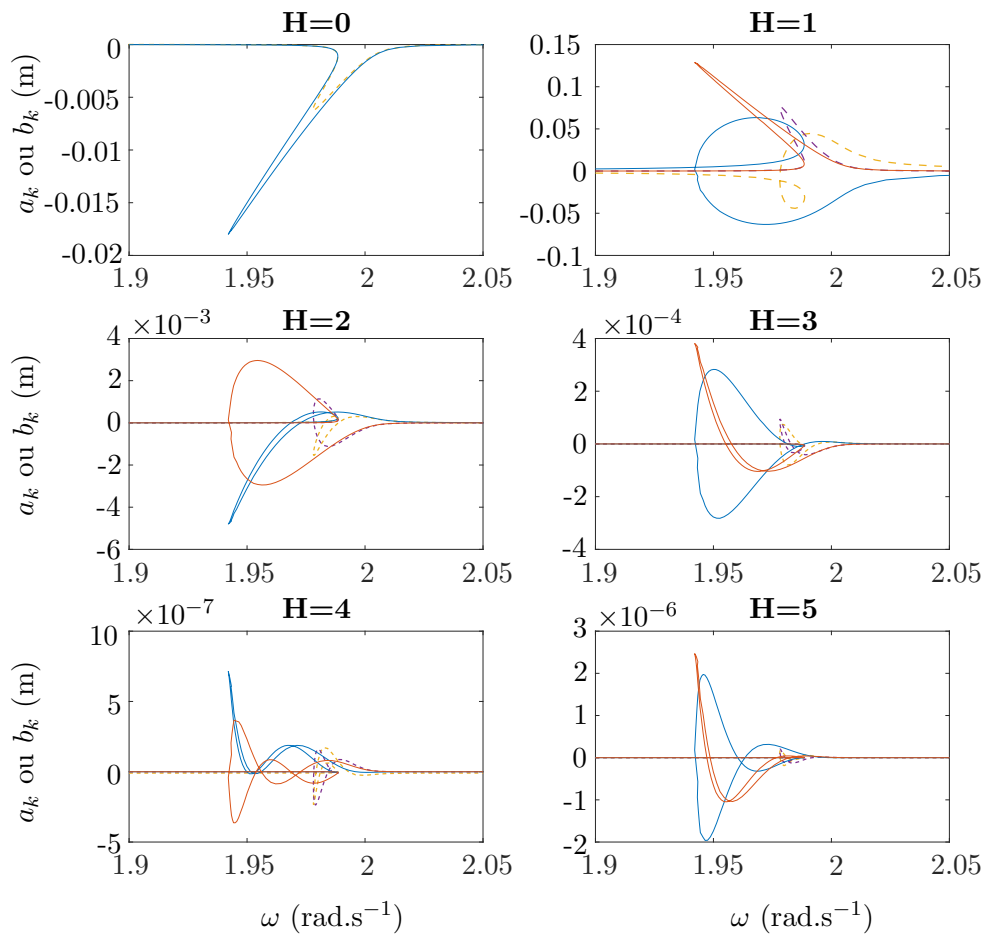 H=0
0
-0.005
-0.01
-0.015
-0.02
1.9 1.95 2 2.05
a_k ou b_k (m)
H=1
0.15
0.1
0.05
0
-0.05
-0.1
1.9 1.95 2 2.05
H=2
×10⁻³
4
2
0
-2
-4
-6
1.9 1.95 2 2.05
a_k ou b_k (m)
H=3
×10⁻⁴
4
2
0
-2
-4
1.9 1.95 2 2.05
H=4
×10⁻⁷
10
5
0
-5
1.9 1.95 2 2.05
a_k ou b_k (m)
ω (rad.s⁻¹)
H=5
×10⁻⁶
3
2
1
0
-1
-2
1.9 1.95 2 2.05
ω (rad.s⁻¹)